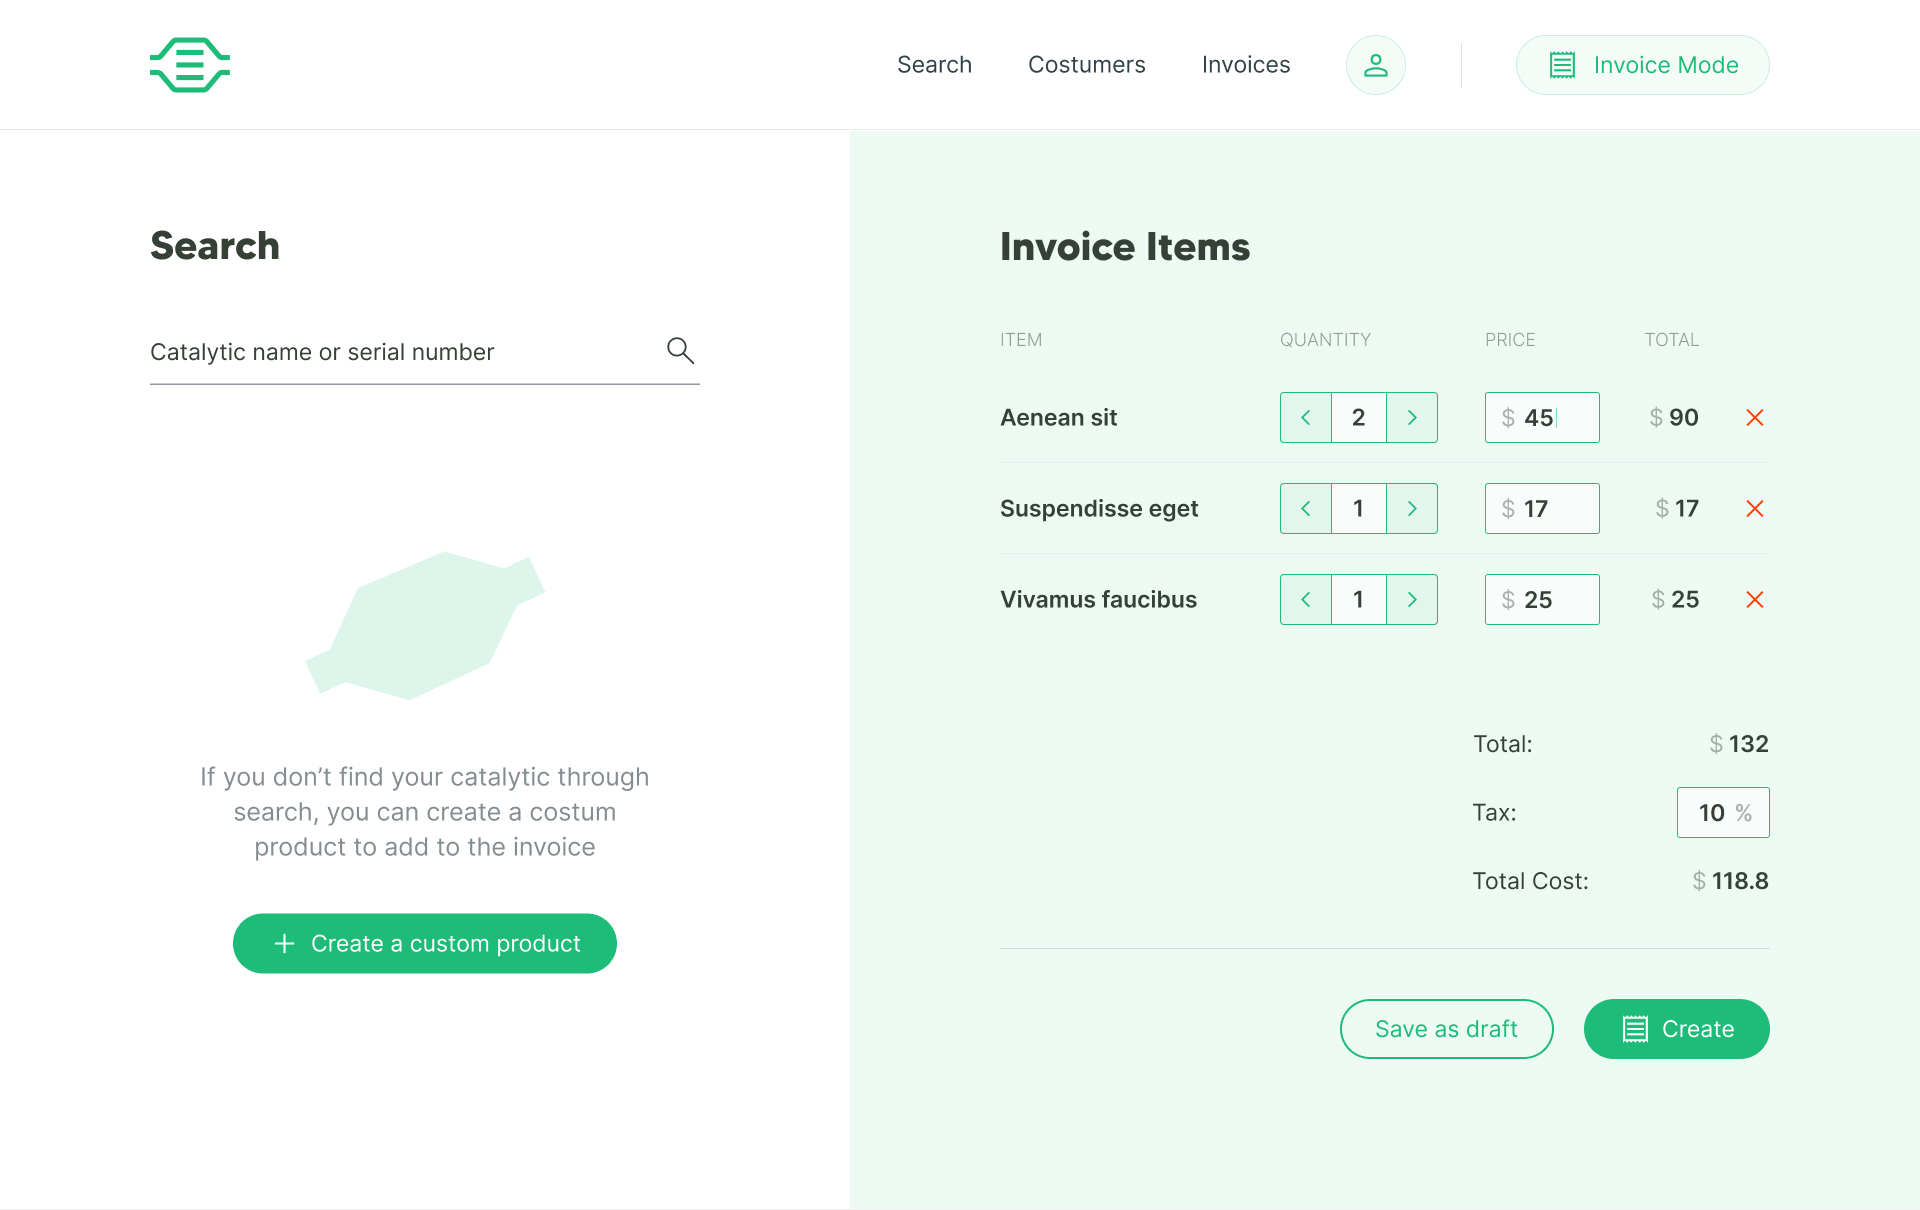 Search
Costumers
Invoices
Invoice Mode
Search
Catalytic name or serial number
If you don’t find your catalytic through
search, you can create a costum
product to add to the invoice
Create a custom product
Invoice Items
ITEM QUANTITY PRICE TOTAL
Aenean sit 2 $ 45 $ 90
Suspendisse eget 1 $ 17 $ 17
Vivamus faucibus 1 $ 25 $ 25
Total: $ 132
Tax: 10 %
Total Cost: $ 118.8
Save as draft
Create